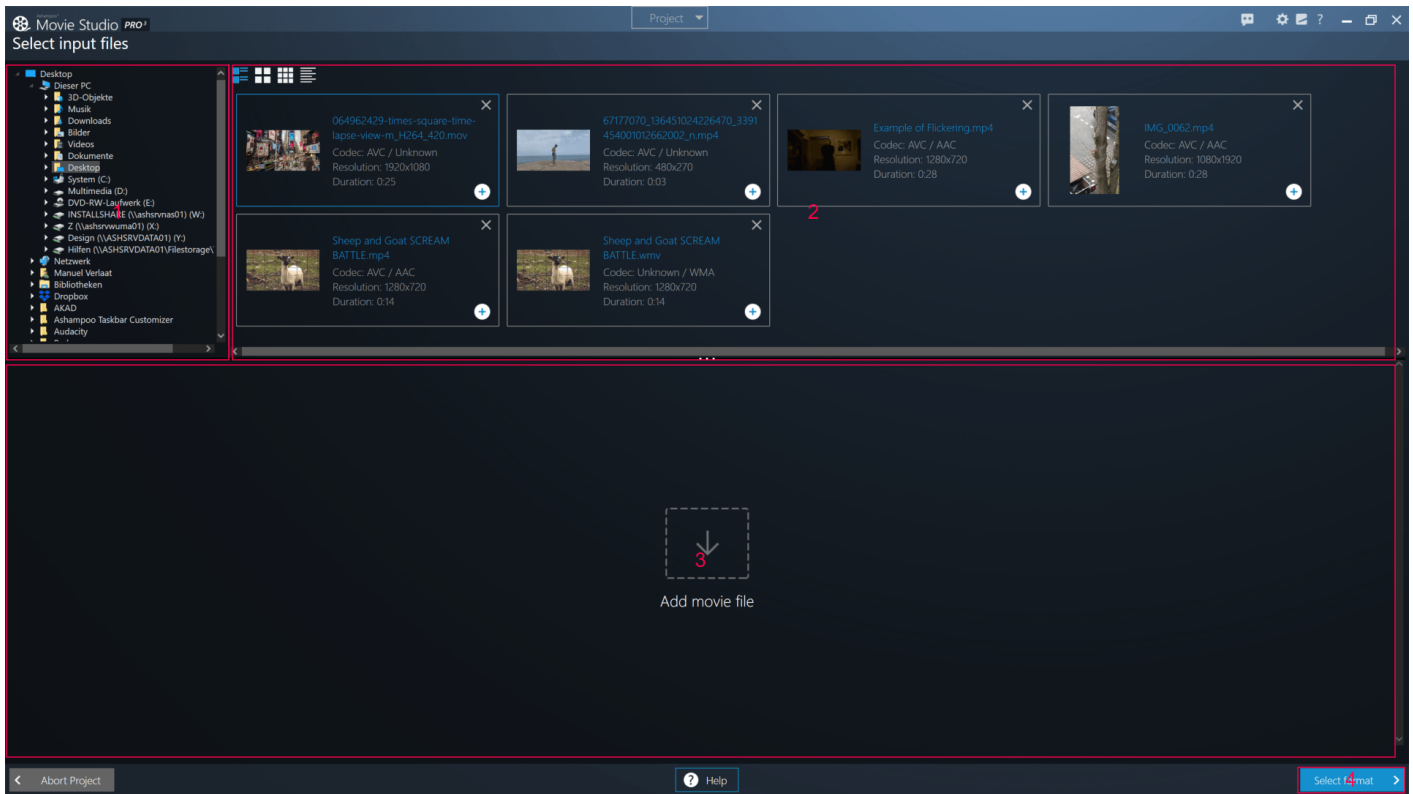 Ashampoo®
Movie Studio PRO³
Project
?
Select input files
Desktop
Dieser PC
3D-Objekte
Musik
Downloads
Bilder
Videos
Dokumente
Desktop
System (C:)
Multimedia (D:)
DVD-RW-Laufwerk (E:)
INSTALLSHARE (\\ashsrvnas01) (W:)
Z (\\ashsrvwuma01) (X:)
Design (\\ASHSRVDATA01) (Y:)
Hilfen (\\ASHSRVDATA01\Filestorage\
Netzwerk
Manuel Verlaat
Bibliotheken
Dropbox
AKAD
Ashampoo Taskbar Customizer
Audacity
1
064962429-times-square-time-
lapse-view-m_H264_420.mov
Codec: AVC / Unknown
Resolution: 1920x1080
Duration: 0:25
67177070_136451024226470_3391
454001012662002_n.mp4
Codec: AVC / Unknown
Resolution: 480x270
Duration: 0:03
Example of Flickering.mp4
Codec: AVC / AAC
Resolution: 1280x720
Duration: 0:28
IMG_0062.mp4
Codec: AVC / AAC
Resolution: 1080x1920
Duration: 0:28
2
Sheep and Goat SCREAM
BATTLE.mp4
Codec: AVC / AAC
Resolution: 1280x720
Duration: 0:14
Sheep and Goat SCREAM
BATTLE.wmv
Codec: Unknown / WMA
Resolution: 1280x720
Duration: 0:14
3
Add movie file
Abort Project
? Help
Select format
4